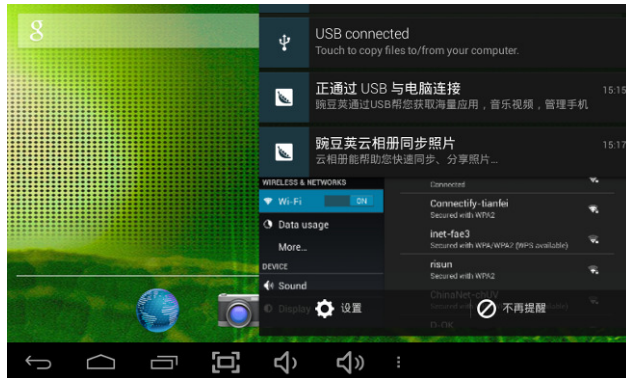 8
USB connected
Touch to copy files to/from your computer.
正通过 USB 与电脑连接
15:15
豌豆荚通过USB帮您获取海量应用，音乐视频，管理手机
豌豆荚云相册同步照片
15:17
云相册能帮助您快速同步、分享照片...
WIRELESS & NETWORKS
Wi-Fi
ON
Data usage
More...
DEVICE
Sound
Display
Connected
Connectify-tianfei
Secured with WPA2
inet-fae3
Secured with WPA/WPA2 (WPS available)
risun
Secured with WPA2
设置
不再提醒
D-OK